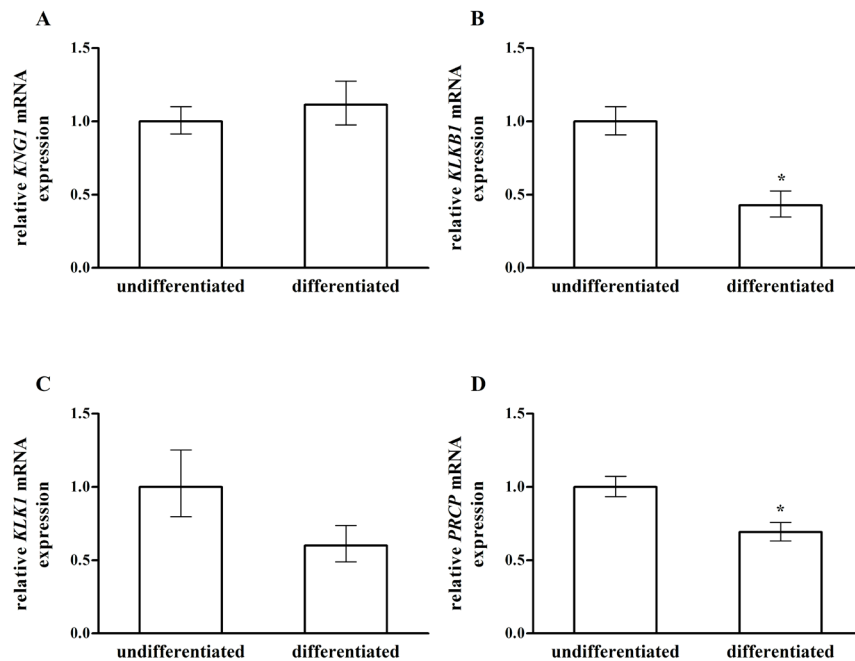 A
relative KNG1 mRNA
expression
1.5
1.0
0.5
0.0
undifferentiated differentiated
B
relative KLKB1 mRNA
expression
1.5
1.0
0.5
0.0
*
undifferentiated differentiated
C
relative KLK1 mRNA
expression
1.5
1.0
0.5
0.0
undifferentiated differentiated
D
relative PRCP mRNA
expression
1.5
1.0
0.5
0.0
*
undifferentiated differentiated